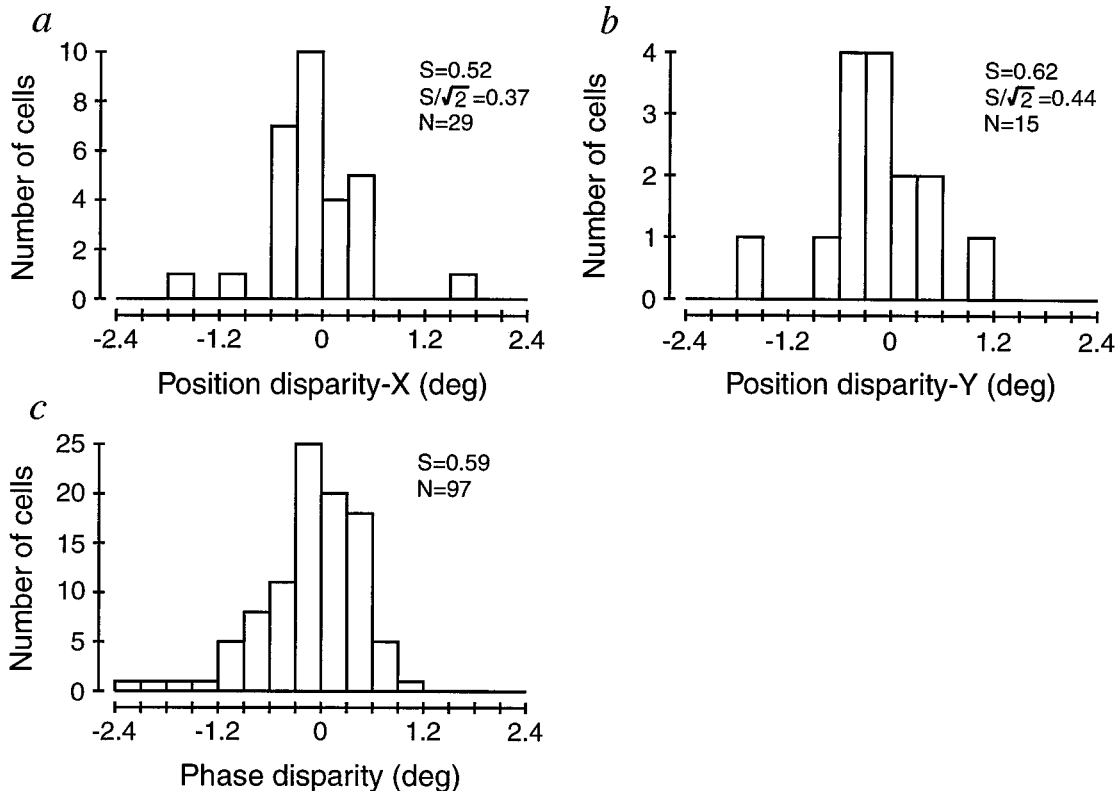 a
Number of cells
10
8
6
4
2
0
S=0.52
S/√2=0.37
N=29
-2.4 -1.2 0 1.2 2.4
Position disparity-X (deg)
b
Number of cells
4
3
2
1
0
S=0.62
S/√2=0.44
N=15
-2.4 -1.2 0 1.2 2.4
Position disparity-Y (deg)
c
Number of cells
25
20
15
10
5
0
S=0.59
N=97
-2.4 -1.2 0 1.2 2.4
Phase disparity (deg)